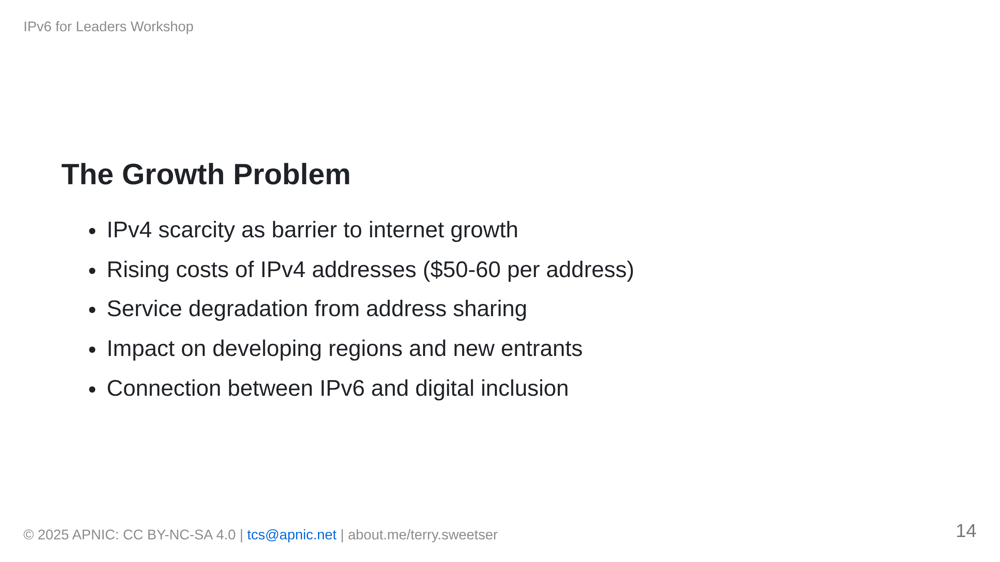 IPv6 for Leaders Workshop
The Growth Problem
• IPv4 scarcity as barrier to internet growth
• Rising costs of IPv4 addresses ($50-60 per address)
• Service degradation from address sharing
• Impact on developing regions and new entrants
• Connection between IPv6 and digital inclusion
© 2025 APNIC: CC BY-NC-SA 4.0 | tcs@apnic.net | about.me/terry.sweetser
14